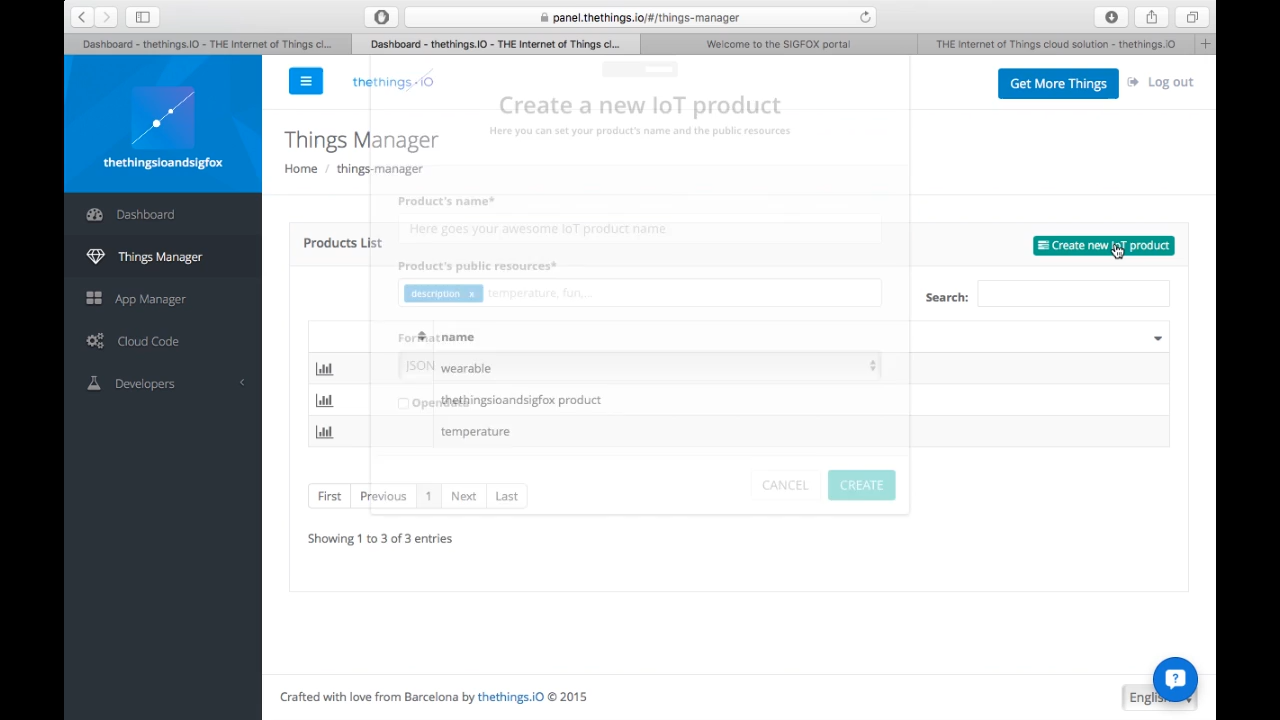 panel.thethings.io/#/things-manager
Dashboard - thethings.IO - THE Internet of Things cl...
Dashboard - thethings.IO - THE Internet of Things cl...
Welcome to the SIGFOX portal
THE Internet of Things cloud solution - thethings.iO
thethingsioandsigfox
Dashboard
Things Manager
App Manager
Cloud Code
Developers
thethings.iO
Get More Things
Log out
Things Manager
Home / things-manager
Create a new IoT product
Here you can set your product's name and the public resources
Product's name*
Here goes your awesome IoT product name
Product's public resources*
description x temperature, fun,...
Format
JSON
Opendata
CANCEL
CREATE
Products List
Create new IoT product
Search:
name
wearable
thethingsioandsigfox product
temperature
First Previous 1 Next Last
Showing 1 to 3 of 3 entries
Crafted with love from Barcelona by thethings.iO © 2015
English